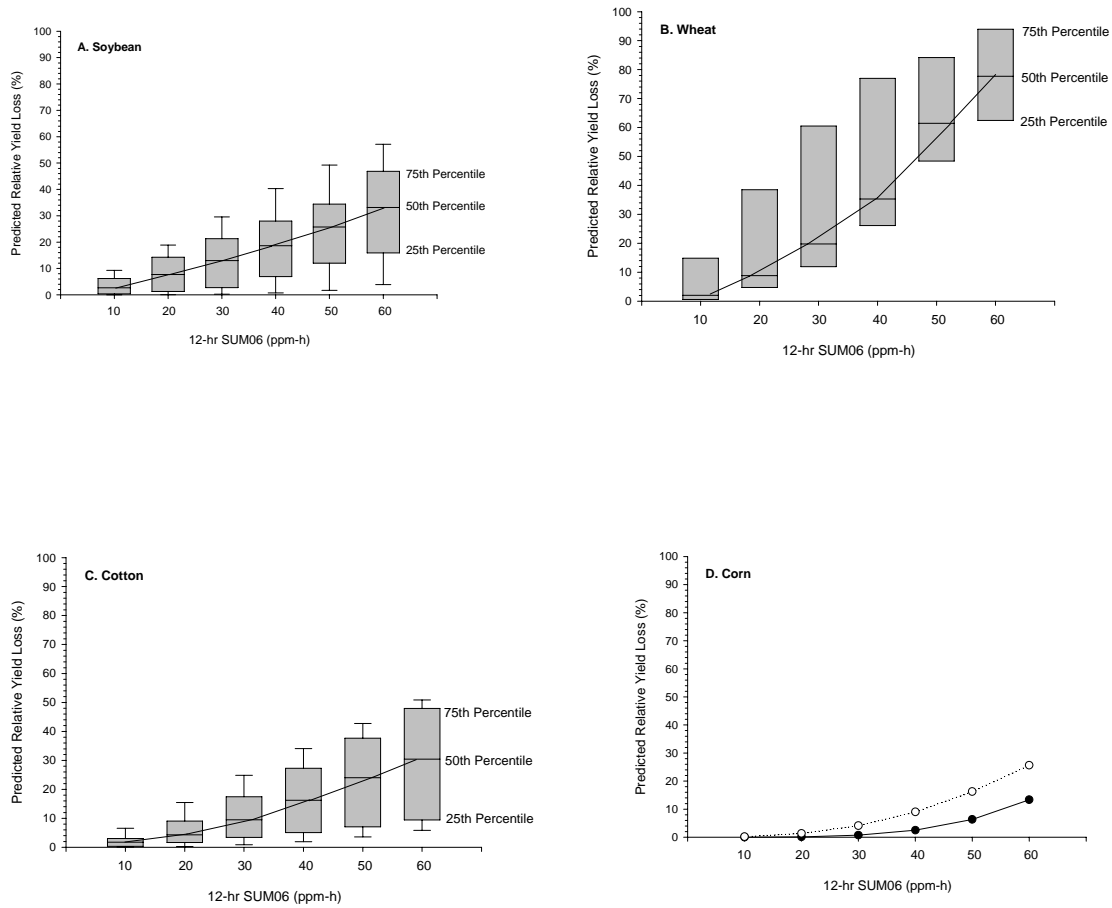 A. Soybean
Predicted Relative Yield Loss (%)
100
90
80
70
60
50
40
30
20
10
0
75th Percentile
50th Percentile
25th Percentile
10 20 30 40 50 60
12-hr SUM06 (ppm-h)
B. Wheat
Predicted Relative Yield Loss (%)
100
90
80
70
60
50
40
30
20
10
0
75th Percentile
50th Percentile
25th Percentile
10 20 30 40 50 60
12-hr SUM06 (ppm-h)
C. Cotton
Predicted Relative Yield Loss (%)
100
90
80
70
60
50
40
30
20
10
0
75th Percentile
50th Percentile
25th Percentile
10 20 30 40 50 60
12-hr SUM06 (ppm-h)
D. Corn
Predicted Relative Yield Loss (%)
100
90
80
70
60
50
40
30
20
10
0
10 20 30 40 50 60
12-hr SUM06 (ppm-h)